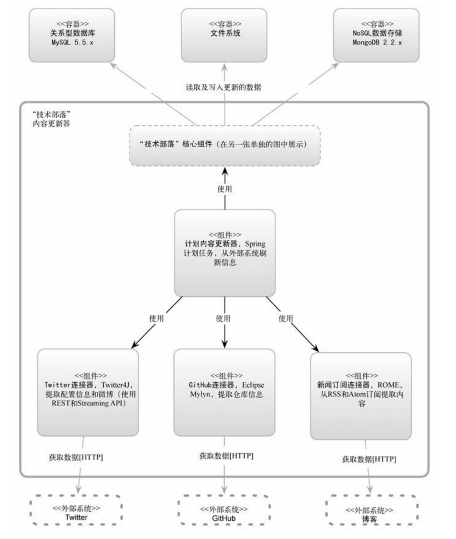 <<容器>>
关系型数据库
MySQL 5.5.x
<<容器>>
文件系统
<<容器>>
NoSQL数据存储
MongoDB 2.2.x
读取及写入更新的数据
“技术部落”
内容更新器
“技术部落”核心组件（在另一张单独的图中展示）
使用
<<组件>>
计划内容更新器，Spring
计划任务，从外部系统刷
新信息
使用
使用
使用
<<组件>>
Twitter连接器，Twitter4J，
提取配置信息和微博（使用
REST和Streaming API）
<<组件>>
GitHub连接器，Eclipse
Mylyn，提取仓库信息
<<组件>>
新闻订阅连接器，ROME，
从RSS和Atom订阅提取内
容
获取数据[HTTP]
获取数据[HTTP]
获取数据[HTTP]
<<外部系统>>
Twitter
<<外部系统>>
GitHub
<<外部系统>>
博客